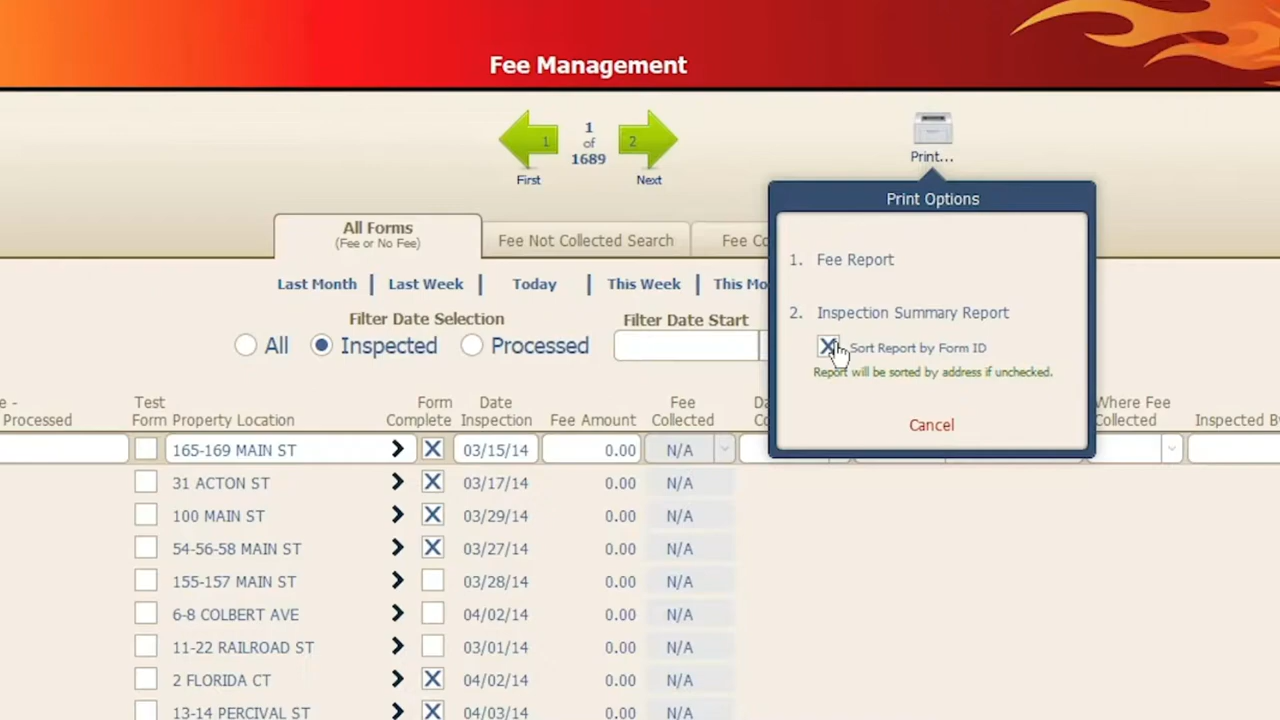 Fee Management
1
1
of
1689
2
First
Next
Print...
Print Options
1. Fee Report
2. Inspection Summary Report
X Sort Report by Form ID
Report will be sorted by address if unchecked.
Cancel
All Forms
(Fee or No Fee)
Fee Not Collected Search
Fee Co
Last Month | Last Week | Today | This Week | This Mo
Filter Date Selection
Filter Date Start
All
Inspected
Processed
Processed
Test
Form
Property Location
Form
Complete
Date
Inspection
Fee Amount
Fee
Collected
Where Fee
Collected
Inspected B
165-169 MAIN ST > X 03/15/14 0.00 N/A
31 ACTON ST > X 03/17/14 0.00 N/A
100 MAIN ST > X 03/29/14 0.00 N/A
54-56-58 MAIN ST > X 03/27/14 0.00 N/A
155-157 MAIN ST > 03/28/14 0.00 N/A
6-8 COLBERT AVE > 04/02/14 0.00 N/A
11-22 RAILROAD ST > 03/01/14 0.00 N/A
2 FLORIDA CT > X 04/02/14 0.00 N/A
13-14 PERCIVAL ST > X 04/03/14 0.00 N/A